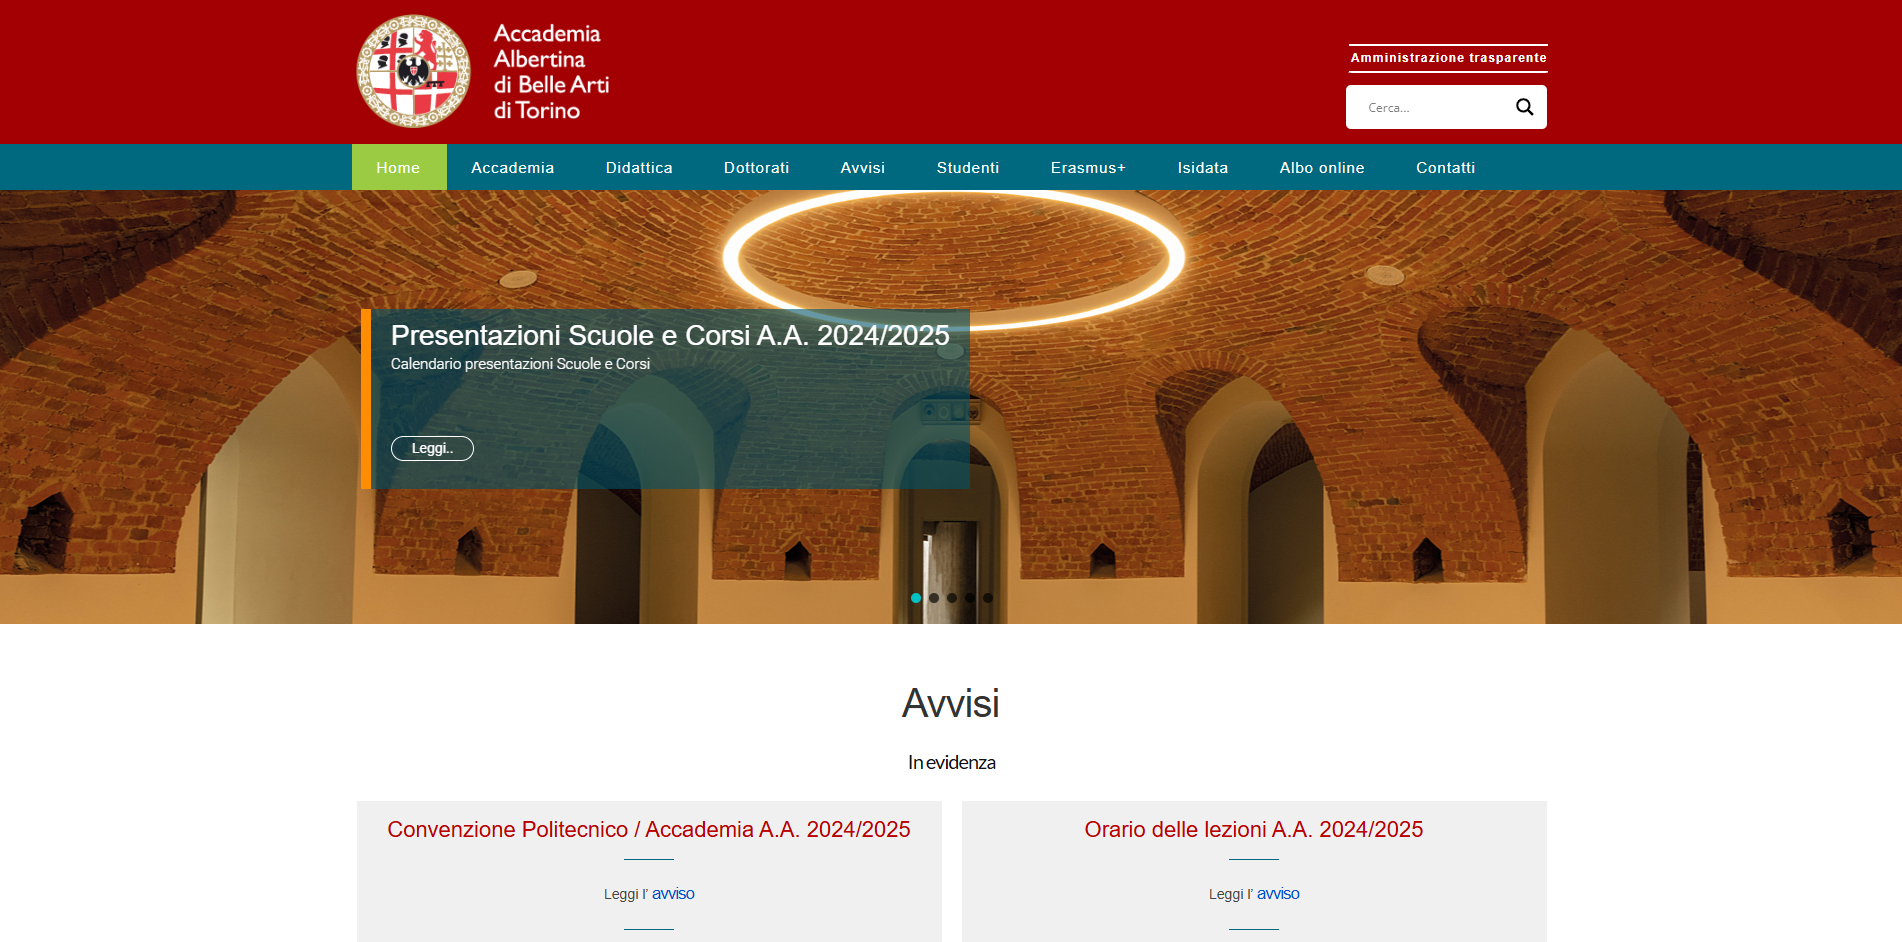 Accademia
Albertina
di Belle Arti
di Torino
Amministrazione trasparente
Cerca...
Home Accademia Didattica Dottorati Avvisi Studenti Erasmus+ Isidata Albo online Contatti
Presentazioni Scuole e Corsi A.A. 2024/2025
Calendario presentazioni Scuole e Corsi
Leggi..
Avvisi
In evidenza
Convenzione Politecnico / Accademia A.A. 2024/2025
Leggi l' avviso
Orario delle lezioni A.A. 2024/2025
Leggi l' avviso